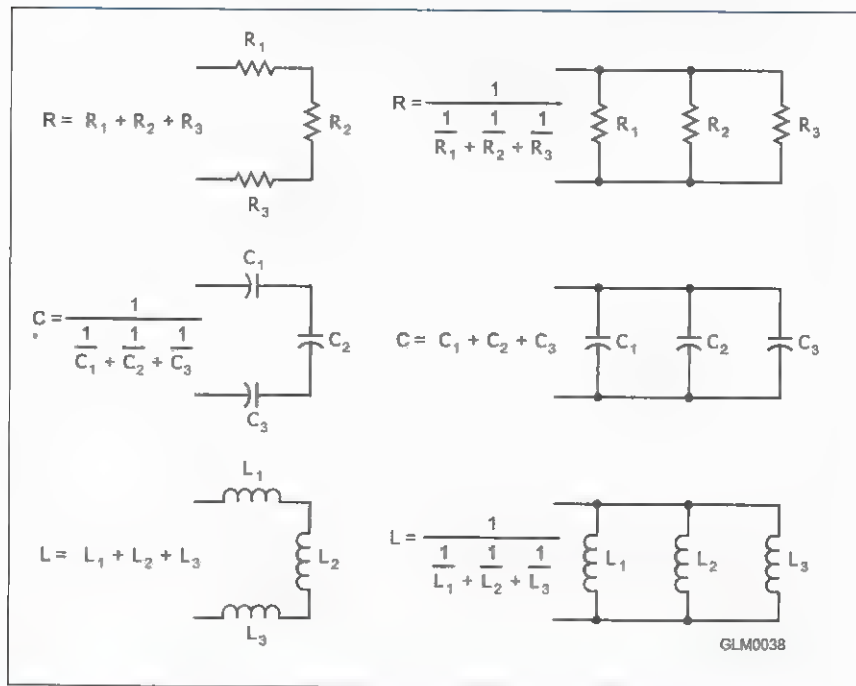 R₁
R = R₁ + R₂ + R₃
R₂
R₃
R = 1 / (1/R₁ + 1/R₂ + 1/R₃)
R₁
R₂
R₃
C₁
C = 1 / (1/C₁ + 1/C₂ + 1/C₃)
C₂
C₃
C = C₁ + C₂ + C₃
C₁
C₂
C₃
L₁
L = L₁ + L₂ + L₃
L₂
L₃
L = 1 / (1/L₁ + 1/L₂ + 1/L₃)
L₁
L₂
L₃
GLM0038